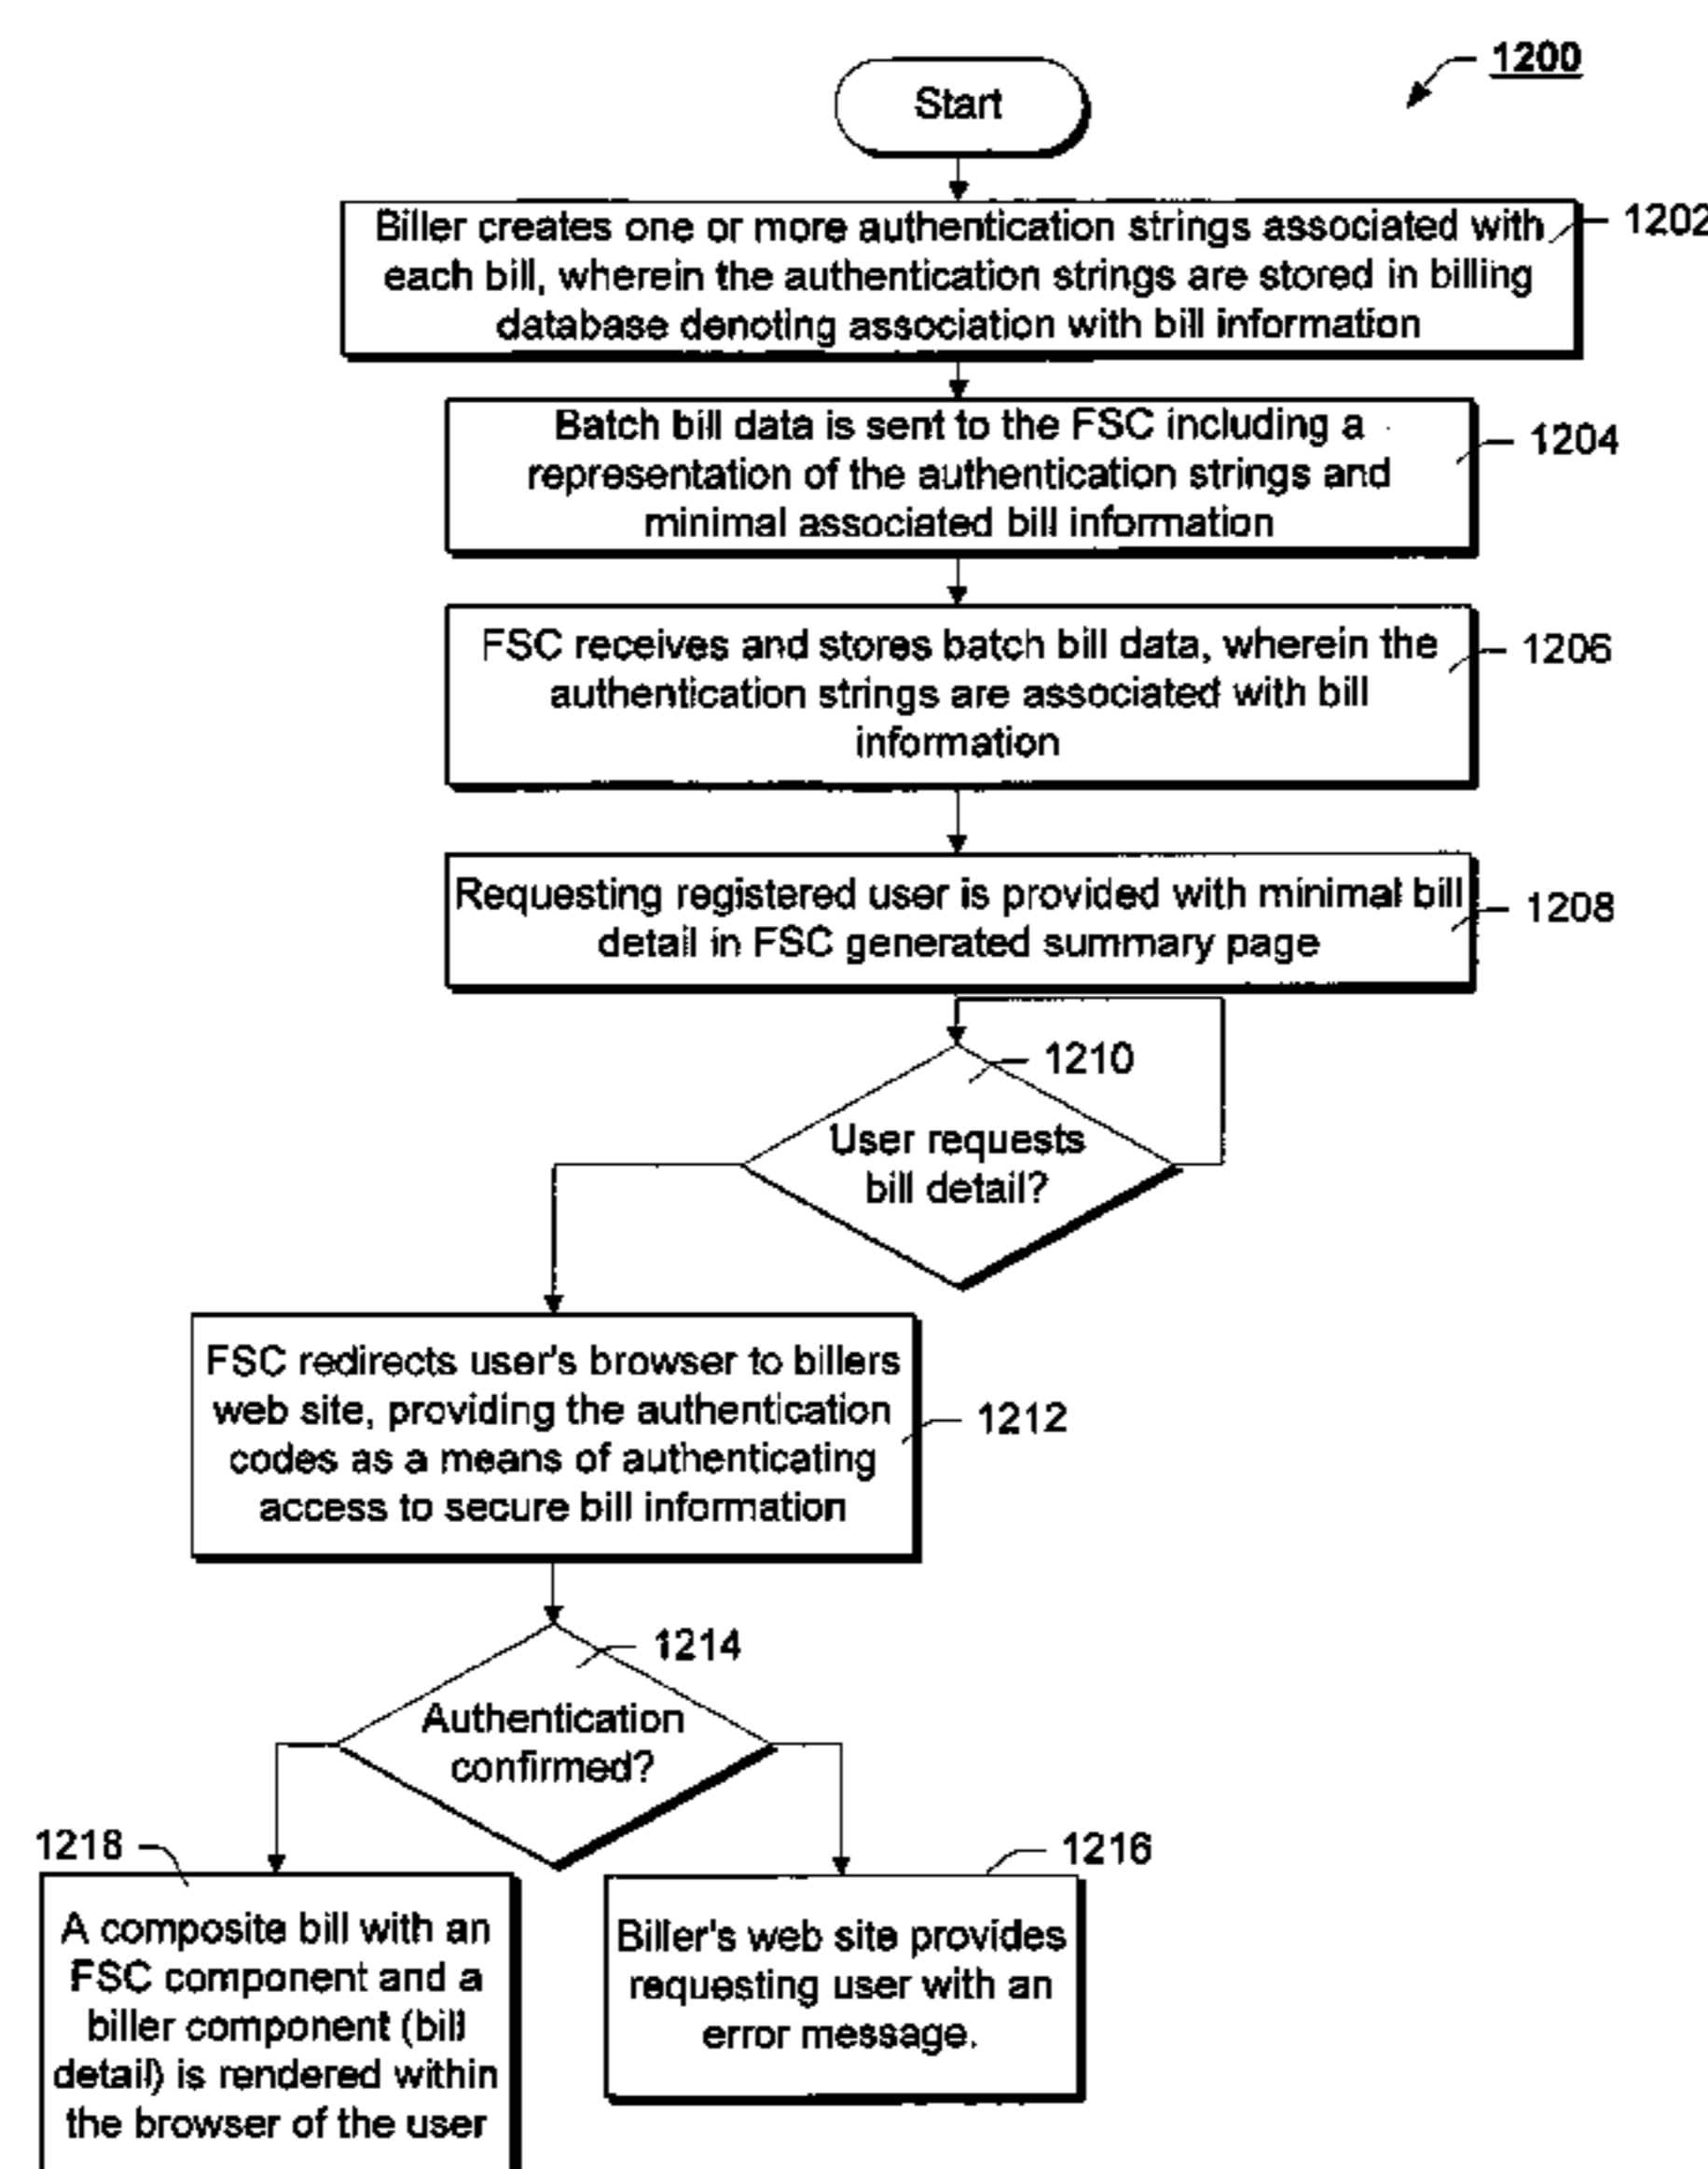 1200
Start
Biller creates one or more authentication strings associated with
each bill, wherein the authentication strings are stored in billing
database denoting association with bill information
1202
Batch bill data is sent to the FSC including a
representation of the authentication strings and
minimal associated bill information
1204
FSC receives and stores batch bill data, wherein the
authentication strings are associated with bill
information
1206
Requesting registered user is provided with minimal bill
detail in FSC generated summary page
1208
1210
User requests
bill detail?
FSC redirects user's browser to billers
web site, providing the authentication
codes as a means of authenticating
access to secure bill information
1212
1214
Authentication
confirmed?
1218
A composite bill with an
FSC component and a
biller component (bill
detail) is rendered within
the browser of the user
1216
Biller's web site provides
requesting user with an
error message.